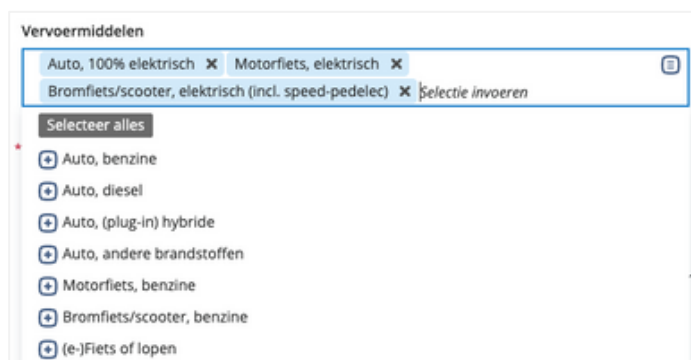 Vervoermiddelen
Auto, 100% elektrisch × Motorfiets, elektrisch ×
Bromfiets/scooter, elektrisch (incl. speed-pedelec) × Selectie invoeren
Selecteer alles
*
+ Auto, benzine
+ Auto, diesel
+ Auto, (plug-in) hybride
+ Auto, andere brandstoffen
+ Motorfiets, benzine
+ Bromfiets/scooter, benzine
+ (e-)Fiets of lopen